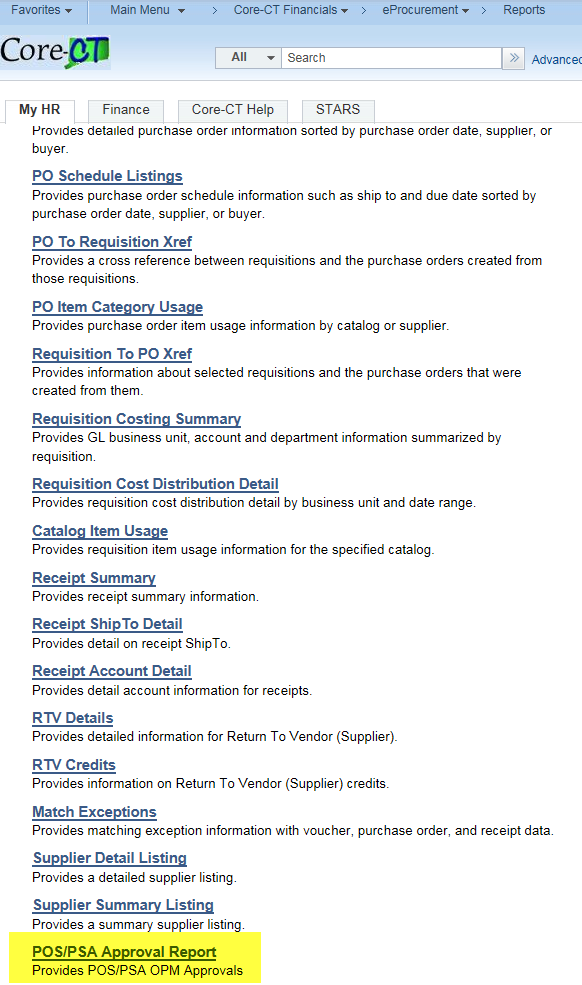 Favorites Main Menu > Core-CT Financials > eProcurement > Reports
Core-CT
All Search » Advanced
My HR Finance Core-CT Help STARS
Provides detailed purchase order information sorted by purchase order date, supplier, or
buyer.
PO Schedule Listings
Provides purchase order schedule information such as ship to and due date sorted by
purchase order date, supplier, or buyer.
PO To Requisition Xref
Provides a cross reference between requisitions and the purchase orders created from
those requisitions.
PO Item Category Usage
Provides purchase order item usage information by catalog or supplier.
Requisition To PO Xref
Provides information about selected requisitions and the purchase orders that were
created from them.
Requisition Costing Summary
Provides GL business unit, account and department information summarized by
requisition.
Requisition Cost Distribution Detail
Provides requisition cost distribution detail by business unit and date range.
Catalog Item Usage
Provides requisition item usage information for the specified catalog.
Receipt Summary
Provides receipt summary information.
Receipt ShipTo Detail
Provides detail on receipt ShipTo.
Receipt Account Detail
Provides detail account information for receipts.
RTV Details
Provides detailed information for Return To Vendor (Supplier).
RTV Credits
Provides information on Return To Vendor (Supplier) credits.
Match Exceptions
Provides matching exception information with voucher, purchase order, and receipt data.
Supplier Detail Listing
Provides a detailed supplier listing.
Supplier Summary Listing
Provides a summary supplier listing.
POS/PSA Approval Report
Provides POS/PSA OPM Approvals